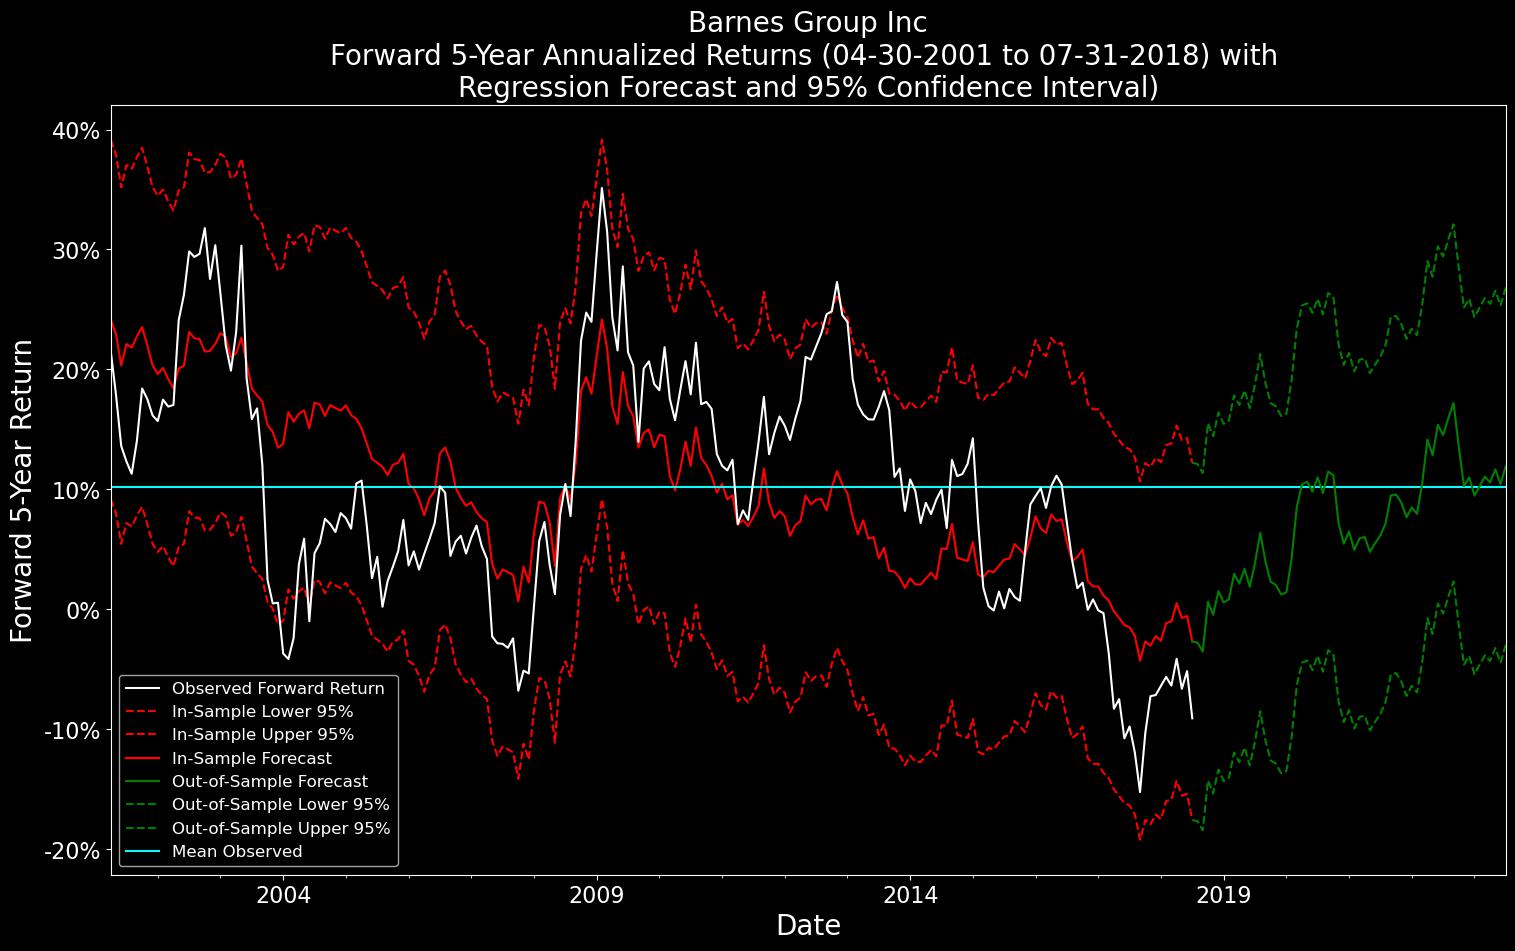 Barnes Group Inc
Forward 5-Year Annualized Returns (04-30-2001 to 07-31-2018) with
Regression Forecast and 95% Confidence Interval)
Forward 5-Year Return
40%
30%
20%
10%
0%
-10%
-20%
Observed Forward Return
In-Sample Lower 95%
In-Sample Upper 95%
In-Sample Forecast
Out-of-Sample Forecast
Out-of-Sample Lower 95%
Out-of-Sample Upper 95%
Mean Observed
2004
2009
2014
2019
Date